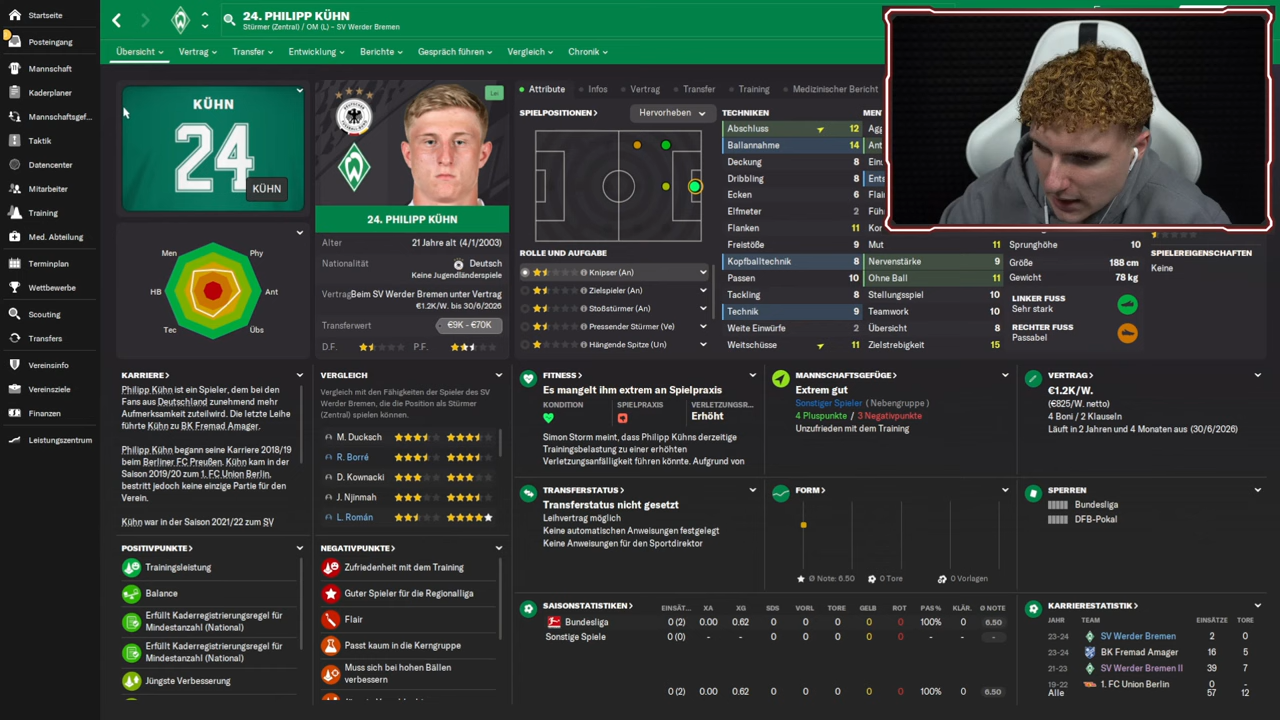 Startseite
Posteingang
Mannschaft
Kaderplaner
Mannschaftsgef...
Taktik
Datencenter
Mitarbeiter
Training
Med. Abteilung
Terminplan
Wettbewerbe
Scouting
Transfers
Vereinsinfo
Vereinsziele
Finanzen
Leistungszentrum
24. PHILIPP KÜHN
Stürmer (Zentral) / OM (L) - SV Werder Bremen
Übersicht Vertrag Transfer Entwicklung Berichte Gespräch führen Vergleich Chronik
KÜHN
24
KÜHN
Men Phy
HB Ant
Tec Übs
Lei
24. PHILIPP KÜHN
Alter 21 Jahre alt (4/1/2003)
Nationalität Deutsch
Keine Jugendländerspiele
Vertrag Beim SV Werder Bremen unter Vertrag
€1.2K/W. bis 30/6/2026)
Transferwert €9K - €70K
D.F. P.F.
Attribute Infos Vertrag Transfer Training Medizinischer Bericht
SPIELPOSITIONEN Hervorheben
ROLLE UND AUFGABE
Knipser (An)
Zielspieler (An)
Stoßstürmer (An)
Pressender Stürmer (Ve)
Hängende Spitze (Un)
TECHNIKEN
Abschluss 12
Ballannahme 14
Deckung 8
Dribbling 8
Ecken 6
Elfmeter 2
Flanken 11
Freistöße 9
Kopfballtechnik 8
Passen 10
Tackling 8
Technik 9
Weite Einwürfe 2
Weitschüsse 11
MEN
Agg
Ant
Eins
Ents
Flair
Füh
Kon
Mut 11
Nervenstärke 9
Ohne Ball 11
Stellungsspiel 10
Teamwork 10
Übersicht 8
Zielstrebigkeit 15
Sprunghöhe 10
Größe 188 cm
Gewicht 78 kg
LINKER FUSS
Sehr stark
RECHTER FUSS
Passabel
SPIELEREIGENSCHAFTEN
Keine
KARRIERE
Philipp Kühn ist ein Spieler, dem bei den
Fans aus Deutschland zunehmend mehr
Aufmerksamkeit zuteilwird. Die letzte Leihe
führte Kühn zu BK Fremad Amager.
Philipp Kühn begann seine Karriere 2018/19
beim Berliner FC Preußen. Kühn kam in der
Saison 2019/20 zum 1. FC Union Berlin,
bestritt jedoch keine einzige Partie für den
Verein.
Kühn war in der Saison 2021/22 zum SV
VERGLEICH
Vergleich mit den Fähigkeiten der Spieler des SV
Werder Bremen, die die Position als Stürmer
(Zentral) spielen können.
M. Ducksch
R. Borré
D. Kownacki
J. Njinmah
L. Román
FITNESS
Es mangelt ihm extrem an Spielpraxis
KONDITION SPIELPRAXIS VERLETZUNGSR...
Erhöht
Simon Storm meint, dass Philipp Kühns derzeitige
Trainingsbelastung zu einer erhöhten
Verletzungsanfälligkeit führen könnte. Aufgrund von
MANNSCHAFTSGEFÜGE
Extrem gut
Sonstiger Spieler ( Nebengruppe )
4 Pluspunkte / 3 Negativpunkte
Unzufrieden mit dem Training
VERTRAG
€1.2K/W.
(€825/W. netto)
4 Boni / 2 Klauseln
Läuft in 2 Jahren und 4 Monaten aus (30/6/2026)
TRANSFERSTATUS
Transferstatus nicht gesetzt
Leihvertrag möglich
Keine automatischen Anweisungen festgelegt
Keine Anweisungen für den Sportdirektor
FORM
Ø Note: 6.50 0 Tore 0 Vorlagen
SPERREN
Bundesliga
DFB-Pokal
POSITIVPUNKTE
Trainingsleistung
Balance
Erfüllt Kaderregistrierungsregel für
Mindestanzahl (National)
Erfüllt Kaderregistrierungsregel für
Mindestanzahl (National)
Jüngste Verbesserung
NEGATIVPUNKTE
Zufriedenheit mit dem Training
Guter Spieler für die Regionalliga
Flair
Passt kaum in die Kerngruppe
Muss sich bei hohen Bällen
verbessern
SAISONSTATISTIKEN EINSÄT... XA XG SDS VORL TORE GELB ROT PAS% KLÄR. Ø NOTE
Bundesliga 0 (2) 0.00 0.62 0 0 0 0 0 100% 0 6.50
Sonstige Spiele 0 (0) - - 0 0 0 0 0 - - -
0 (2) 0.00 0.62 0 0 0 0 0 100% 0 6.50
KARRIERESTATISTIK
JAHR TEAM EINSÄTZE TORE
23-24 SV Werder Bremen 2 0
23-24 BK Fremad Amager 16 5
21-23 SV Werder Bremen II 39 7
19-22 1. FC Union Berlin 0 -
Alle 57 12